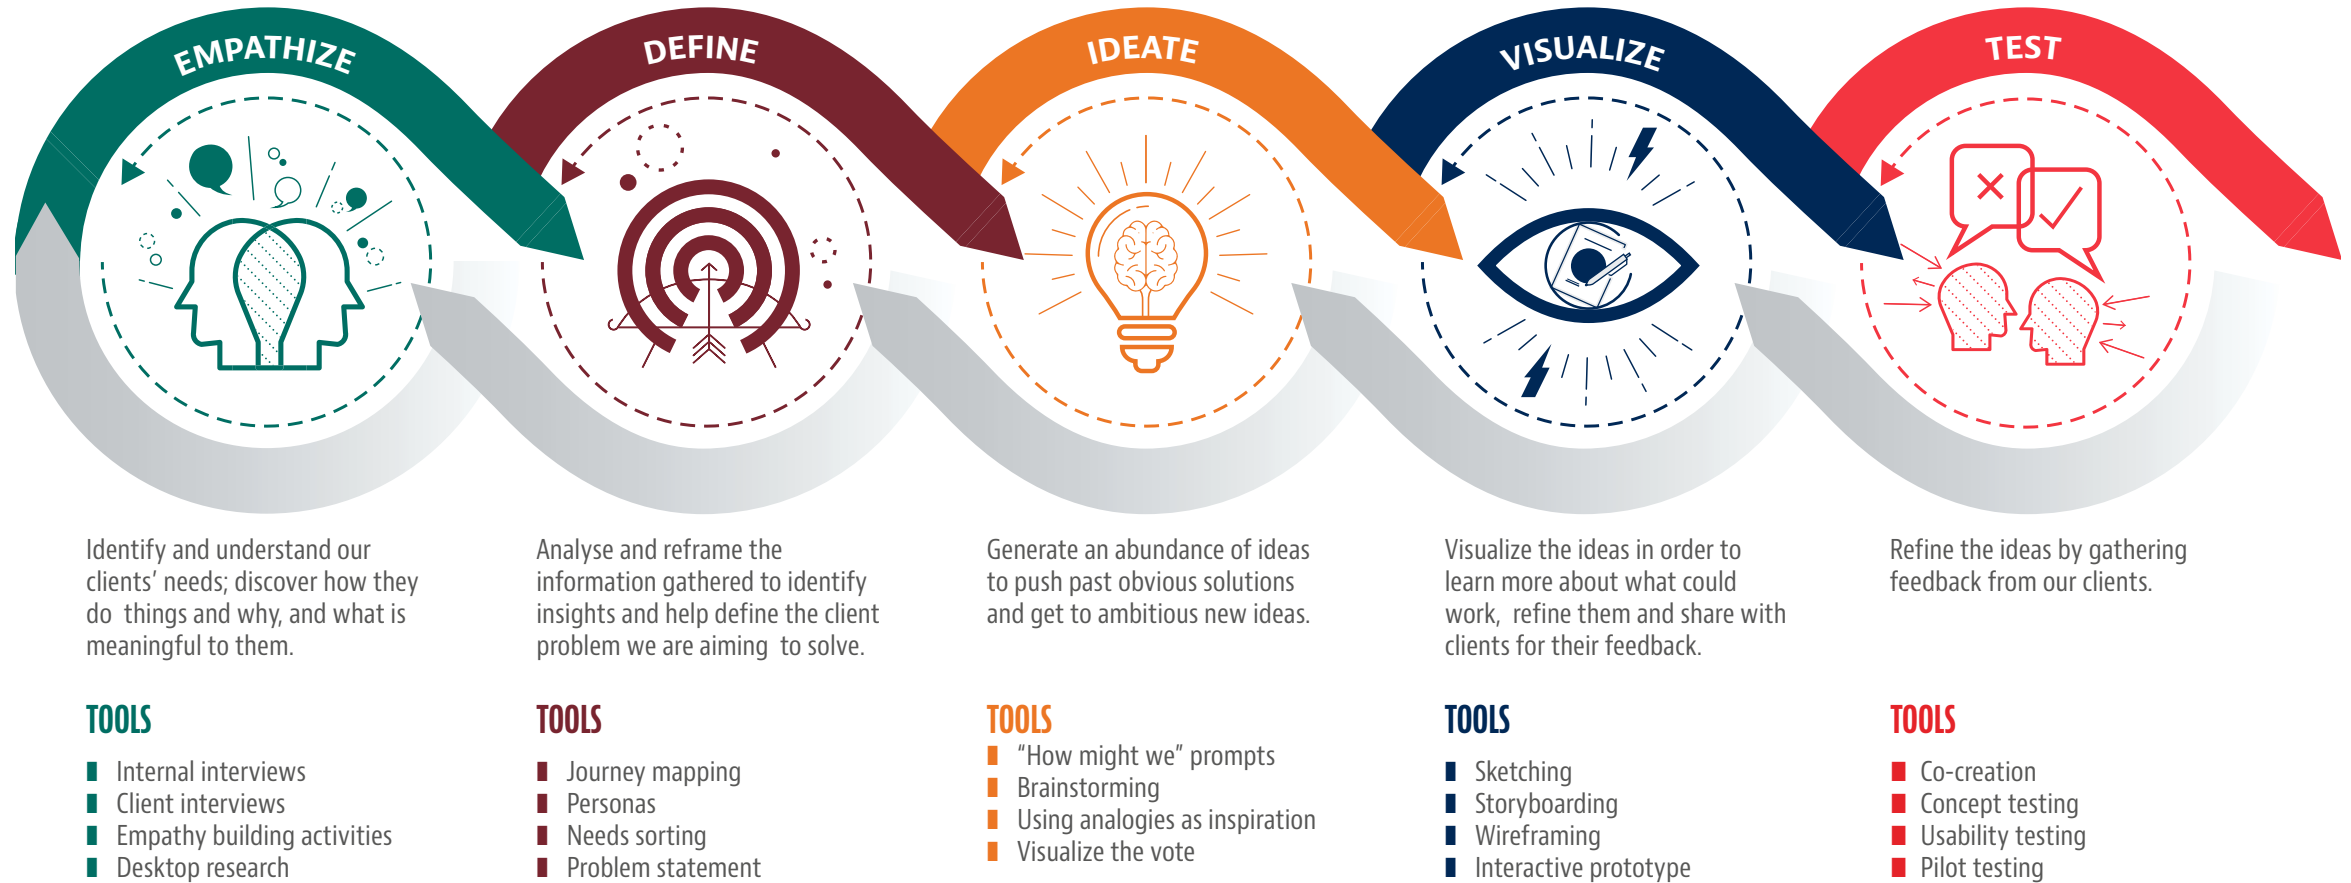 EMPATHIZE
DEFINE
IDEATE
VISUALIZE
TEST
Identify and understand our
clients’ needs; discover how they
do things and why, and what is
meaningful to them.
TOOLS
Internal interviews
Client interviews
Empathy building activities
Desktop research
Analyse and reframe the
information gathered to identify
insights and help define the client
problem we are aiming to solve.
TOOLS
Journey mapping
Personas
Needs sorting
Problem statement
Generate an abundance of ideas
to push past obvious solutions
and get to ambitious new ideas.
TOOLS
“How might we” prompts
Brainstorming
Using analogies as inspiration
Visualize the vote
Visualize the ideas in order to
learn more about what could
work, refine them and share with
clients for their feedback.
TOOLS
Sketching
Storyboarding
Wireframing
Interactive prototype
Refine the ideas by gathering
feedback from our clients.
TOOLS
Co-creation
Concept testing
Usability testing
Pilot testing